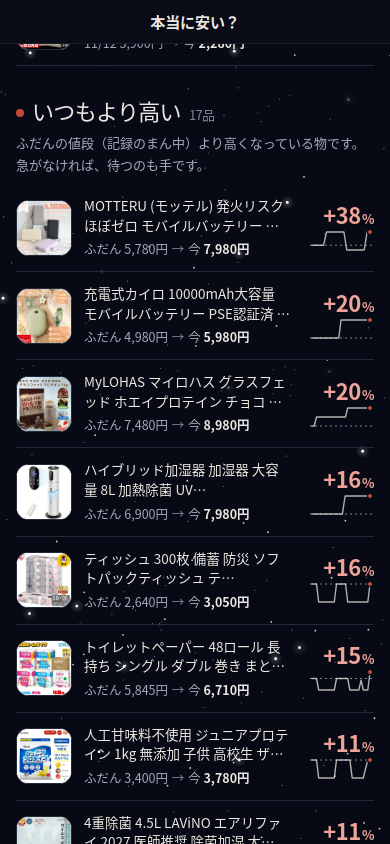 本当に安い？
11/12 3,900円 → 今 2,280円
いつもより高い 17品
ふだんの値段（記録のまん中）より高くなっている物です。
急がなければ、待つのも手です。
MOTTERU (モッテル) 発火リスク
ほぼゼロ モバイルバッテリー …
ふだん 5,780円 → 今 7,980円
+38%
充電式カイロ 10000mAh大容量
モバイルバッテリー PSE認証済 …
ふだん 4,980円 → 今 5,980円
+20%
MyLOHAS マイロハス グラスフェ
ッド ホエイプロテイン チョコ …
ふだん 7,480円 → 今 8,980円
+20%
ハイブリッド加湿器 加湿器 大容
量 8L 加熱除菌 UV…
ふだん 6,900円 → 今 7,980円
+16%
ティッシュ 300枚 備蓄 防災 ソフ
トパックティッシュ テ…
ふだん 2,640円 → 今 3,050円
+16%
トイレットペーパー 48ロール 長
持ち シングル ダブル 巻き まと…
ふだん 5,845円 → 今 6,710円
+15%
人工甘味料不使用 ジュニアプロテ
イン 1kg 無添加 子供 高校生 ザ…
ふだん 3,400円 → 今 3,780円
+11%
4重除菌 4.5L LAViNO エアリファ
イ 2027 医師推奨 除菌加湿 大…
+11%